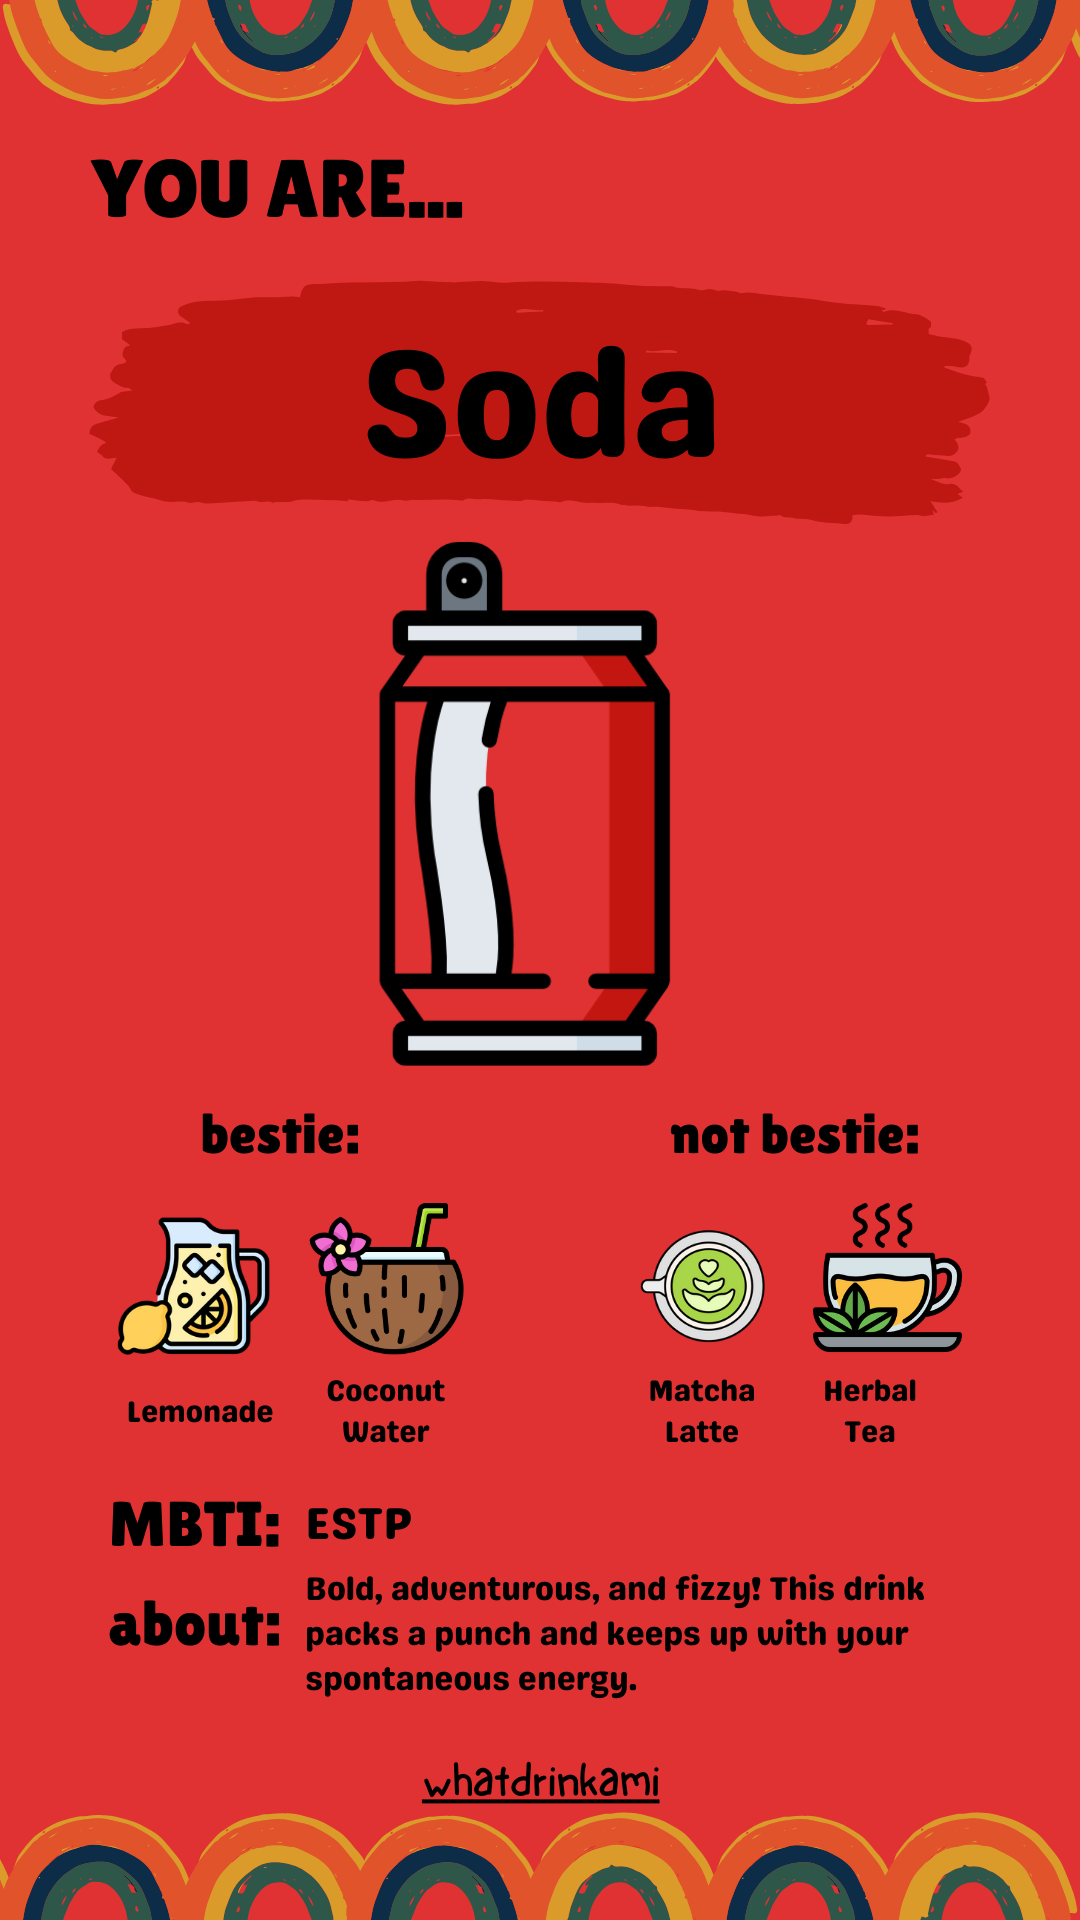 YOU ARE...
Soda
bestie:
not bestie:
Lemonade
Coconut
Water
Matcha
Latte
Herbal
Tea
MBTI: ESTP
about:
Bold, adventurous, and fizzy! This drink
packs a punch and keeps up with your
spontaneous energy.
whatdrinkami